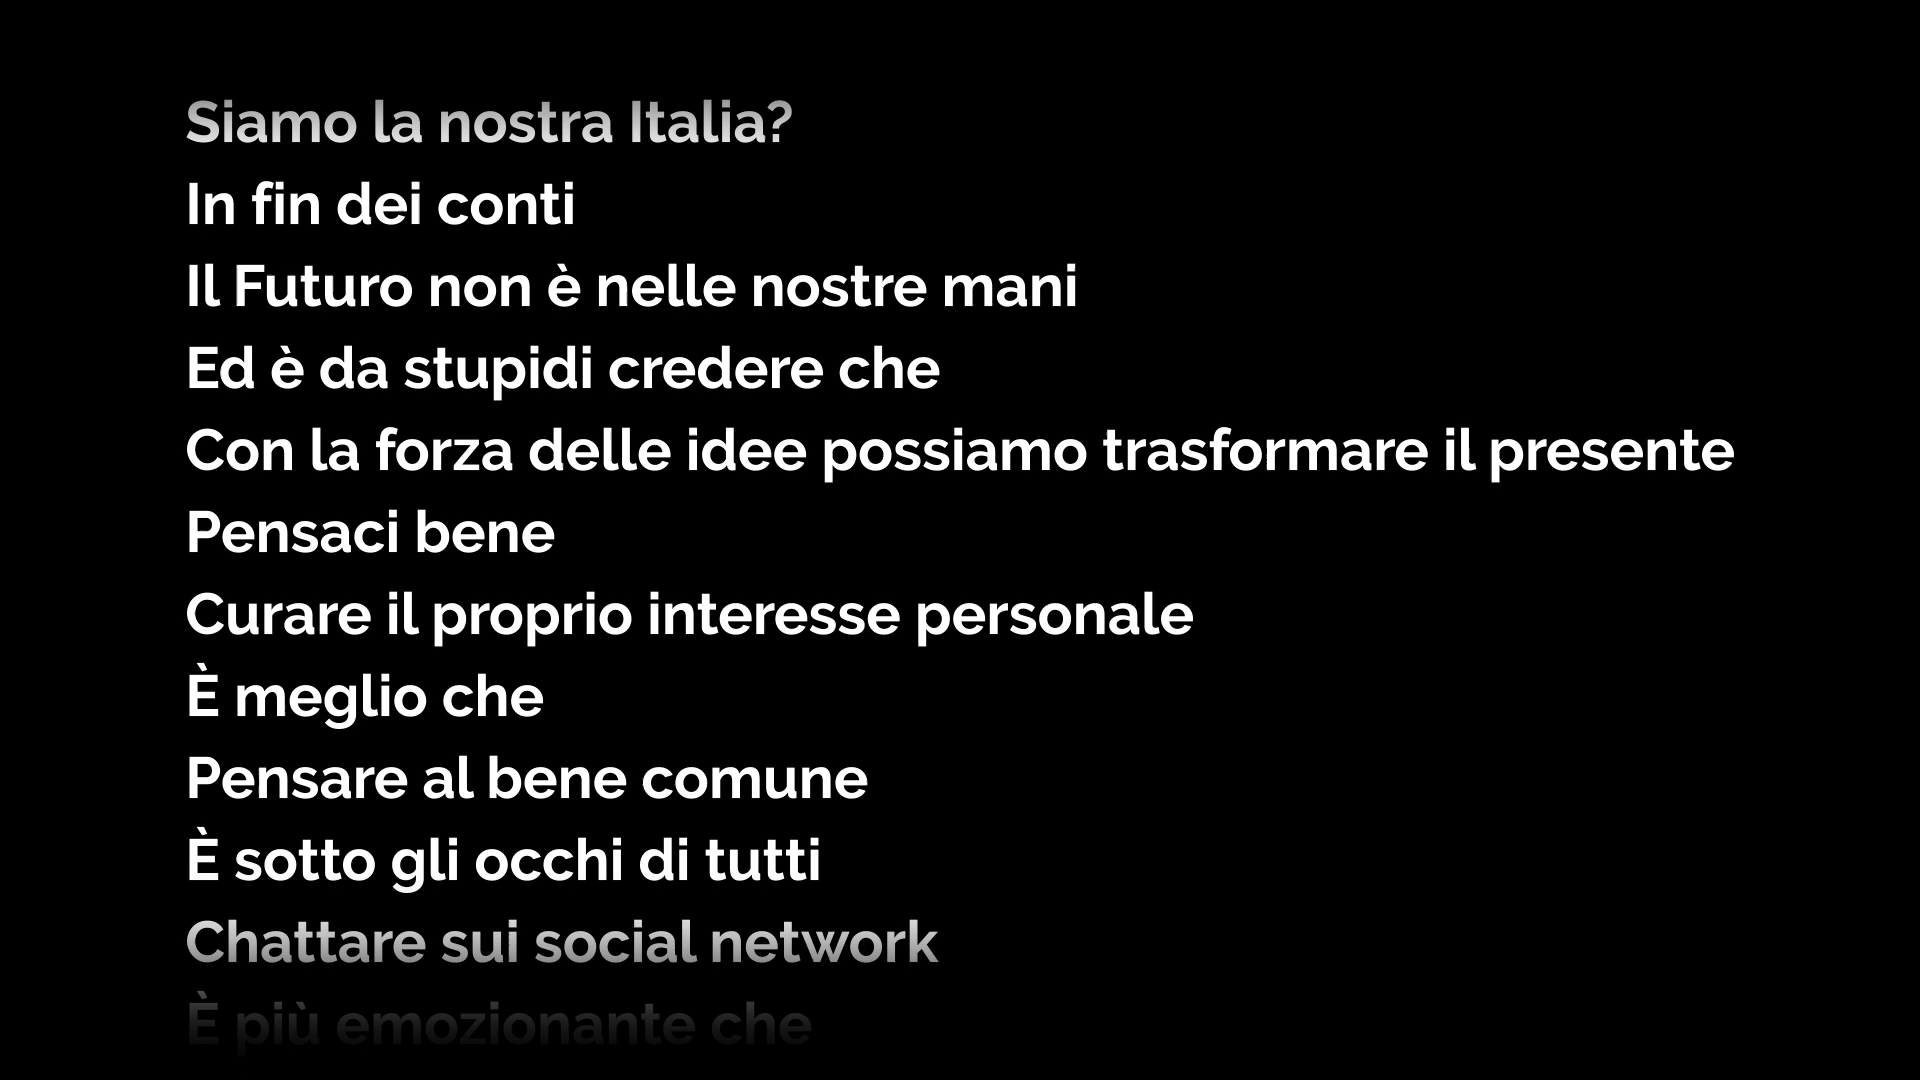 Siamo la nostra Italia?
In fin dei conti
Il Futuro non è nelle nostre mani
Ed è da stupidi credere che
Con la forza delle idee possiamo trasformare il presente
Pensaci bene
Curare il proprio interesse personale
È meglio che
Pensare al bene comune
È sotto gli occhi di tutti
Chattare sui social network
È più emozionante che